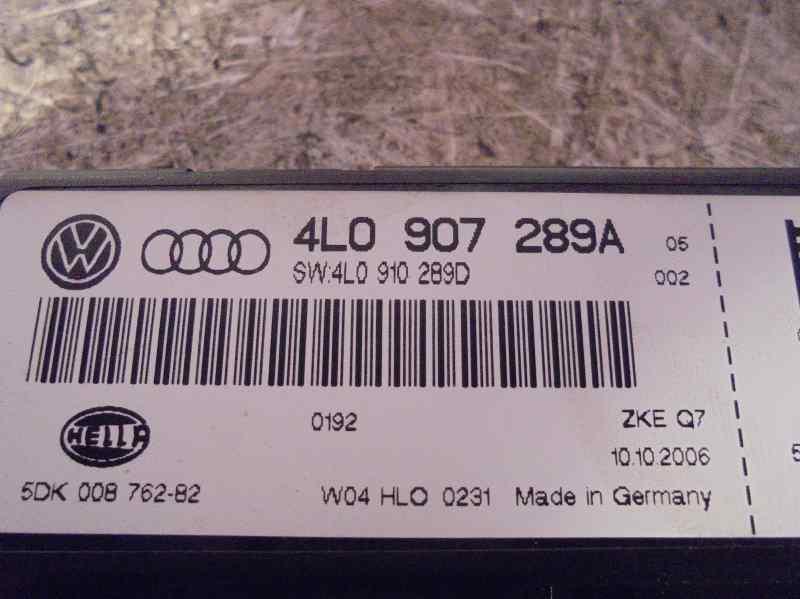 4L0 907 289A 05
SW:4L0 910 289D 002
HELLA
0192 ZKE Q7
10.10.2006
5DK 008 762-82 W04 HLO 0231 Made in Germany